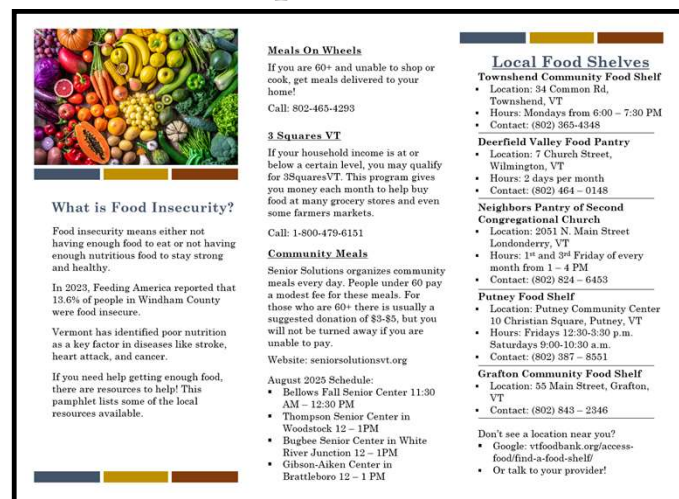 What is Food Insecurity?
Food insecurity means either not
having enough food to eat or not having
enough nutritious food to stay strong
and healthy.
In 2023, Feeding America reported that
13.6% of people in Windham County
were food insecure.
Vermont has identified poor nutrition
as a key factor in diseases like stroke,
heart attack, and cancer.
If you need help getting enough food,
there are resources to help! This
pamphlet lists some of the local
resources available.
Meals On Wheels
If you are 60+ and unable to shop or
cook, get meals delivered to your
home!
Call: 802-465-4293
3 Squares VT
If your household income is at or
below a certain level, you may qualify
for 3SquaresVT. This program gives
you money each month to help buy
food at many grocery stores and even
some farmers markets.
Call: 1-800-479-6151
Community Meals
Senior Solutions organizes community
meals every day. People under 60 pay
a modest fee for these meals. For
those who are 60+ there is usually a
suggested donation of $3-$5, but you
will not be turned away if you are
unable to pay.
Website: seniorsolutionsvt.org
August 2025 Schedule:
▪ Bellows Fall Senior Center 11:30
AM – 12:30 PM
▪ Thompson Senior Center in
Woodstock 12 – 1PM
▪ Bugbee Senior Center in White
River Junction 12 – 1PM
▪ Gibson-Aiken Center in
Brattleboro 12 – 1 PM
Local Food Shelves
Townshend Community Food Shelf
▪ Location: 34 Common Rd,
Townshend, VT
▪ Hours: Mondays from 6:00 – 7:30 PM
▪ Contact: (802) 365-4348
Deerfield Valley Food Pantry
▪ Location: 7 Church Street,
Wilmington, VT
▪ Hours: 2 days per month
▪ Contact: (802) 464 – 0148
Neighbors Pantry of Second
Congregational Church
▪ Location: 2051 N. Main Street
Londonderry, VT
▪ Hours: 1st and 3rd Friday of every
month from 1 – 4 PM
▪ Contact: (802) 824 – 6453
Putney Food Shelf
▪ Location: Putney Community Center
10 Christian Square, Putney, VT
▪ Hours: Fridays 12:30-3:30 p.m.
Saturdays 9:00-10:30 a.m.
▪ Contact: (802) 387 – 8551
Grafton Community Food Shelf
▪ Location: 55 Main Street, Grafton,
VT
▪ Contact: (802) 843 – 2346
Don't see a location near you?
▪ Google: vtfoodbank.org/access-
food/find-a-food-shelf/
▪ Or talk to your provider!